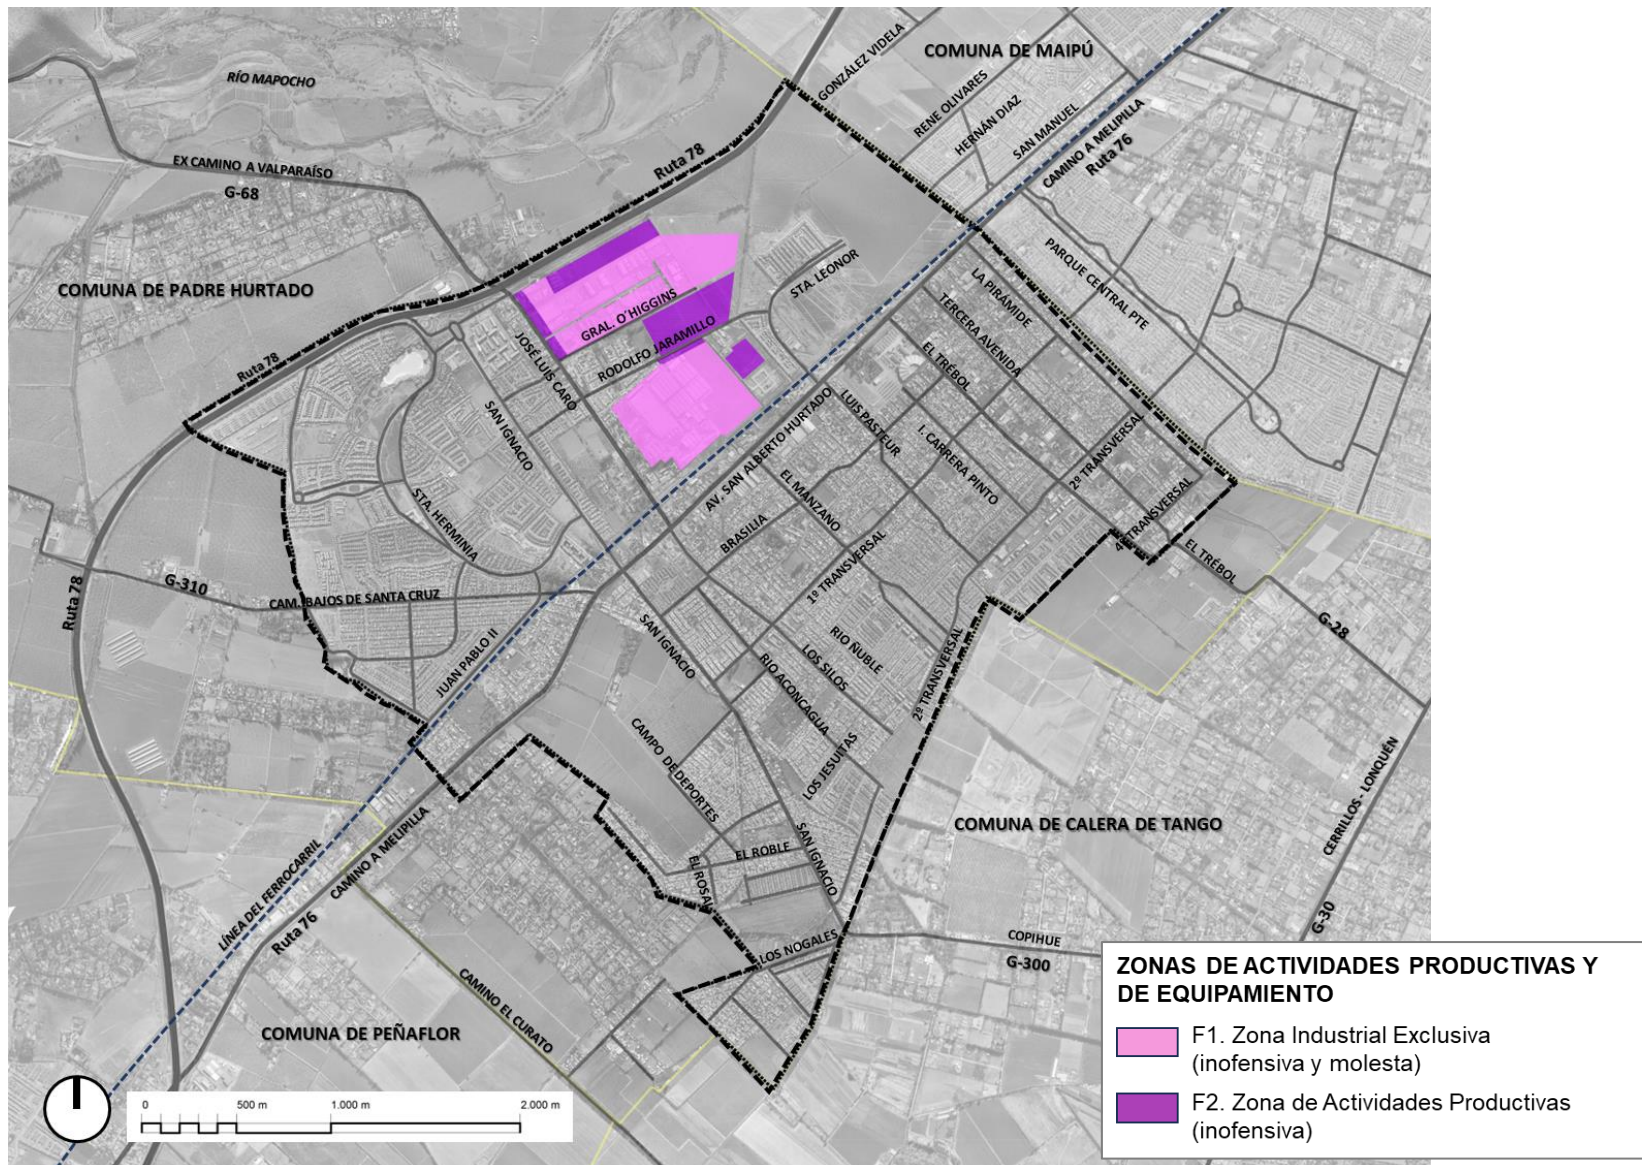 COMUNA DE MAIPÚ
GONZÁLEZ VIDELA
RENE OLIVARES
HERNÁN DIAZ
SAN MANUEL
CAMINO A MELIPILLA
Ruta 76
RÍO MAPOCHO
EX CAMINO A VALPARAÍSO
G-68
Ruta 78
COMUNA DE PADRE HURTADO
PARQUE CENTRAL PTE
LA PIRÁMIDE
TERCERA AVENIDA
EL TRÉBOL
STA. LEONOR
GRAL. O´HIGGINS
RODOLFO JARAMILLO
JOSÉ LUIS CARO
Ruta 78
SAN IGNACIO
LUIS PASTEUR
I. CARRERA PINTO
AV. SAN ALBERTO HURTADO
2º TRANSVERSAL
4º TRANSVERSAL
EL TRÉBOL
EL MANZANO
BRASILIA
1º TRANSVERSAL
STA. HERMINIA
Ruta 78
G-310
CAM. BAJOS DE SANTA CRUZ
JUAN PABLO II
SAN IGNACIO
RIO ÑUBLE
LOS SILOS
RIO ACONCAGUA
2º TRANSVERSAL
G-28
LOS JESUITAS
CAMPO DE DEPORTES
COMUNA DE CALERA DE TANGO
CERRILLOS - LONQUÉN
EL ROBLE
EL ROSAL
SAN IGNACIO
LÍNEA DEL FERROCARRIL
CAMINO A MELIPILLA
Ruta 76
LOS NOGALES
COPIHUE
G-300
G-30
CAMINO EL CURATO
COMUNA DE PEÑAFLOR
ZONAS DE ACTIVIDADES PRODUCTIVAS Y
DE EQUIPAMIENTO
F1. Zona Industrial Exclusiva
(inofensiva y molesta)
F2. Zona de Actividades Productivas
(inofensiva)
0 500 m 1.000 m 2.000 m